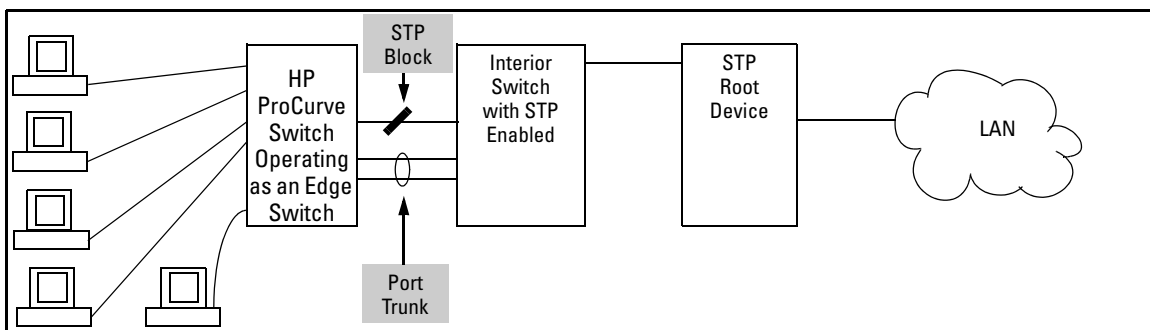 STP
Block
HP
ProCurve
Switch
Operating
as an Edge
Switch
Interior
Switch
with STP
Enabled
STP
Root
Device
LAN
Port
Trunk